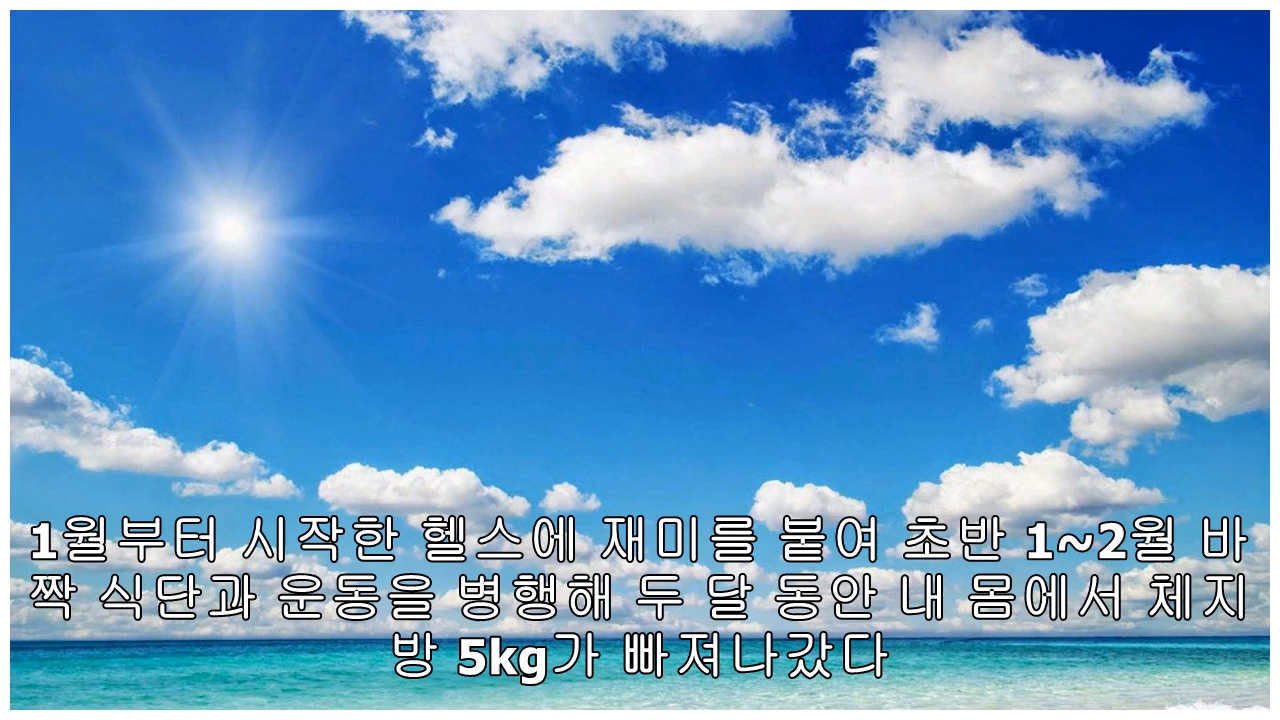 1월부터 시작한 헬스에 재미를 붙여 초반 1~2월 바
짝 식단과 운동을 병행해 두 달 동안 내 몸에서 체지
방 5kg가 빠져나갔다